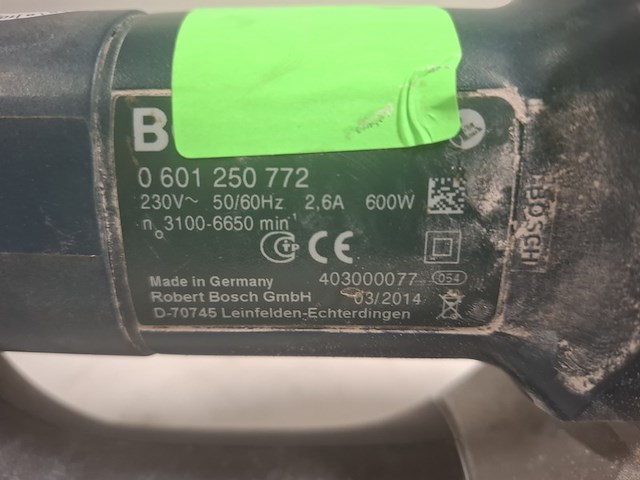 B
0 601 250 772
230V~ 50/60Hz 2,6A 600W
n₀ 3100-6650 min⁻¹
CE
Made in Germany 403000077 054
Robert Bosch GmbH 03/2014
D-70745 Leinfelden-Echterdingen
BOSCH